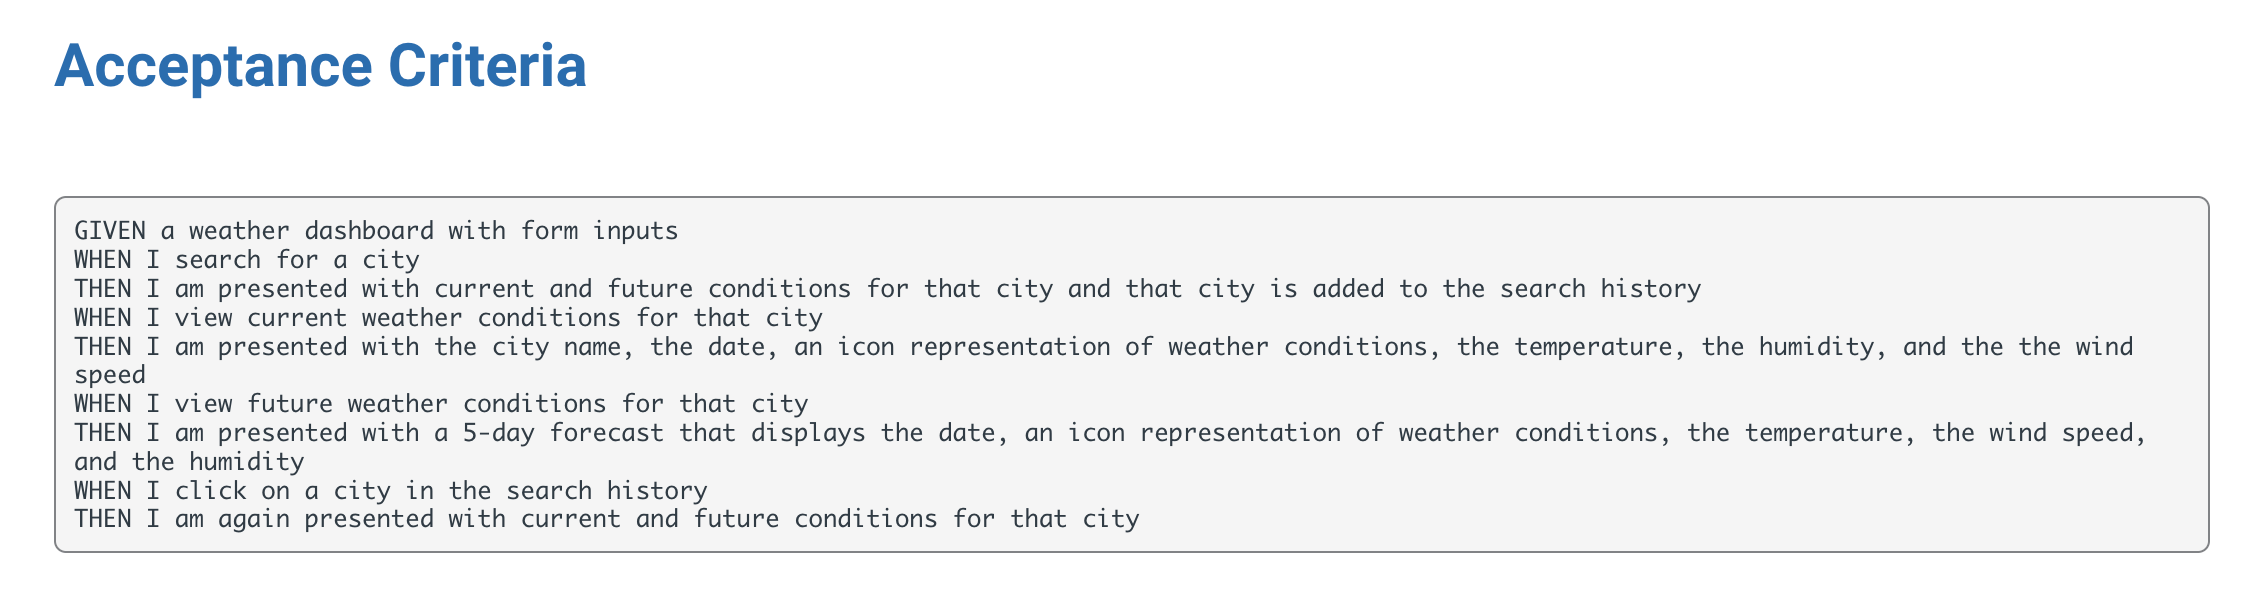 Acceptance Criteria
GIVEN a weather dashboard with form inputs
WHEN I search for a city
THEN I am presented with current and future conditions for that city and that city is added to the search history
WHEN I view current weather conditions for that city
THEN I am presented with the city name, the date, an icon representation of weather conditions, the temperature, the humidity, and the the wind
speed
WHEN I view future weather conditions for that city
THEN I am presented with a 5-day forecast that displays the date, an icon representation of weather conditions, the temperature, the wind speed,
and the humidity
WHEN I click on a city in the search history
THEN I am again presented with current and future conditions for that city